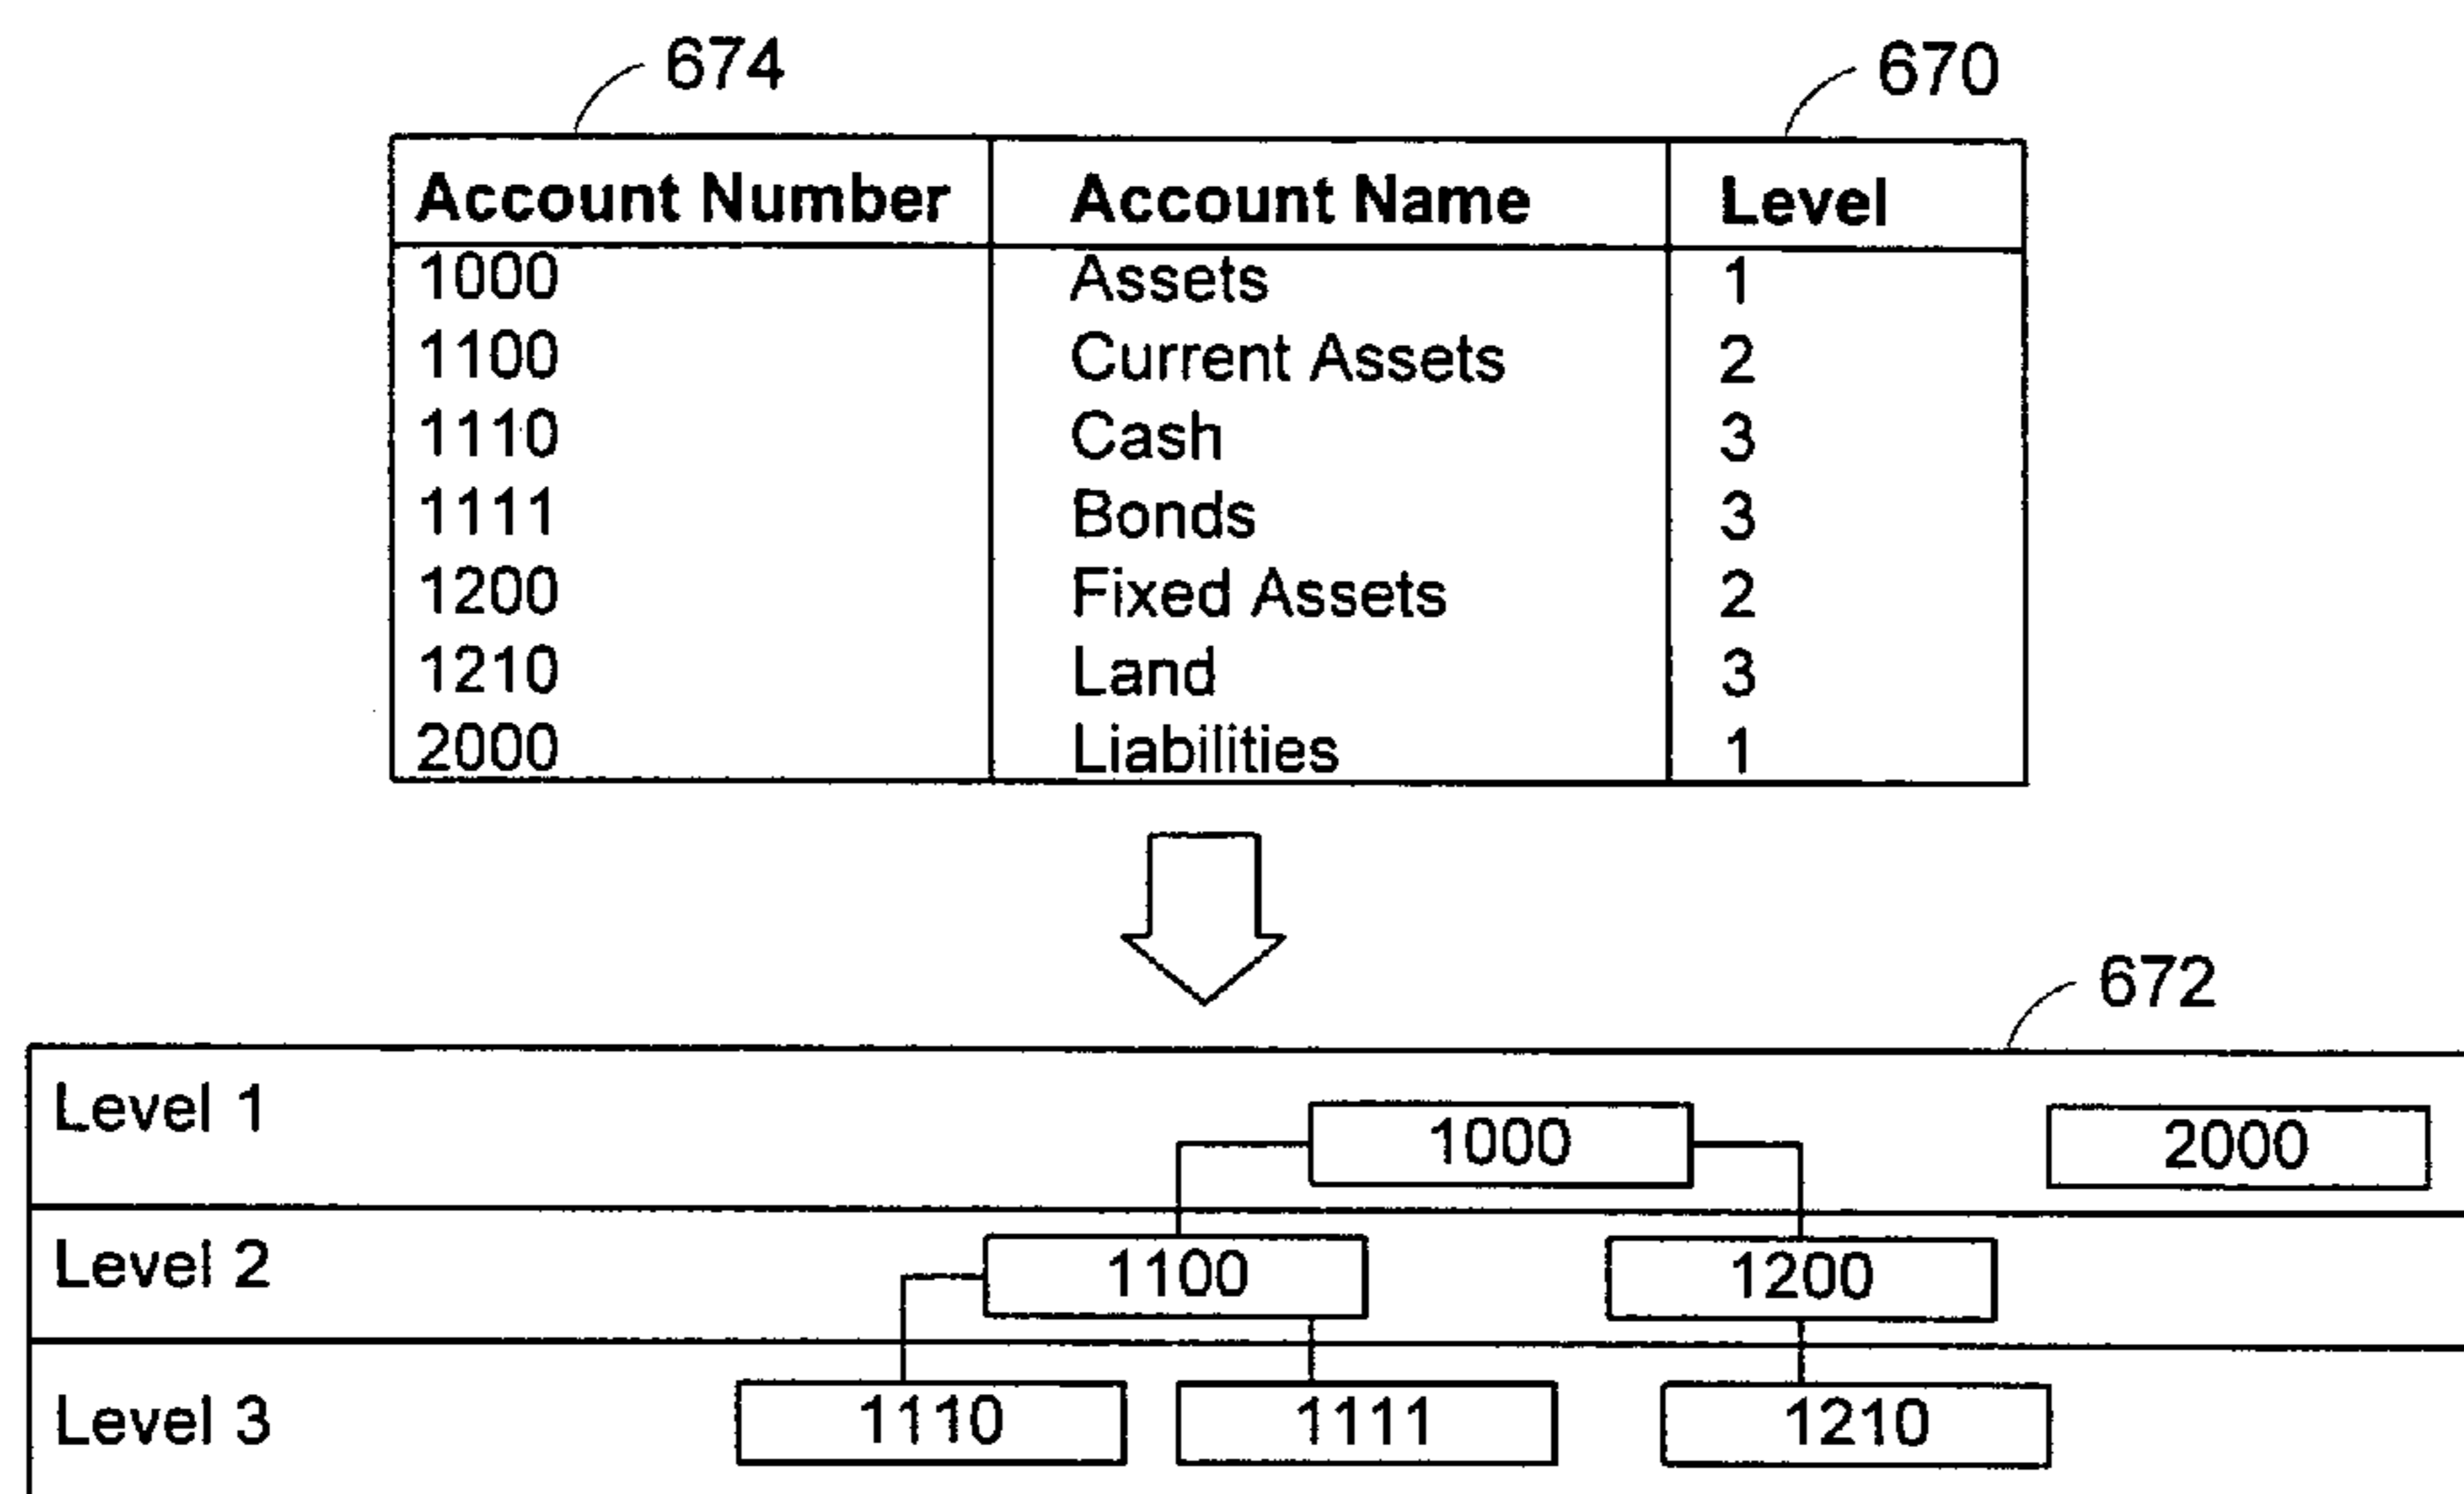 674 670
Account Number Account Name Level
1000 Assets 1
1100 Current Assets 2
1110 Cash 3
1111 Bonds 3
1200 Fixed Assets 2
1210 Land 3
2000 Liabilities 1
672
Level 1 1000 2000
Level 2 1100 1200
Level 3 1110 1111 1210